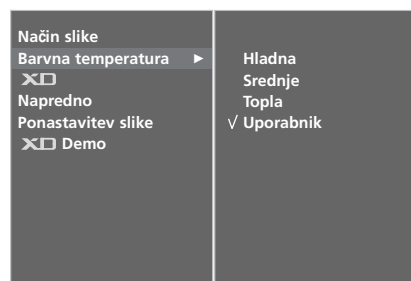 Način slike
Barvna temperatura ►
XD
Napredno
Ponastavitev slike
XD Demo
Hladna
Srednje
Topla
√ Uporabnik